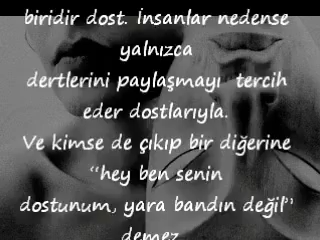 biridir dost. İnsanlar nedense
yalnızca
dertlerini paylaşmayı tercih
eder dostlarıyla.
Ve kimse de çıkıp bir diğerine
“hey ben senin
dostunum, yara bandın değil”
demez